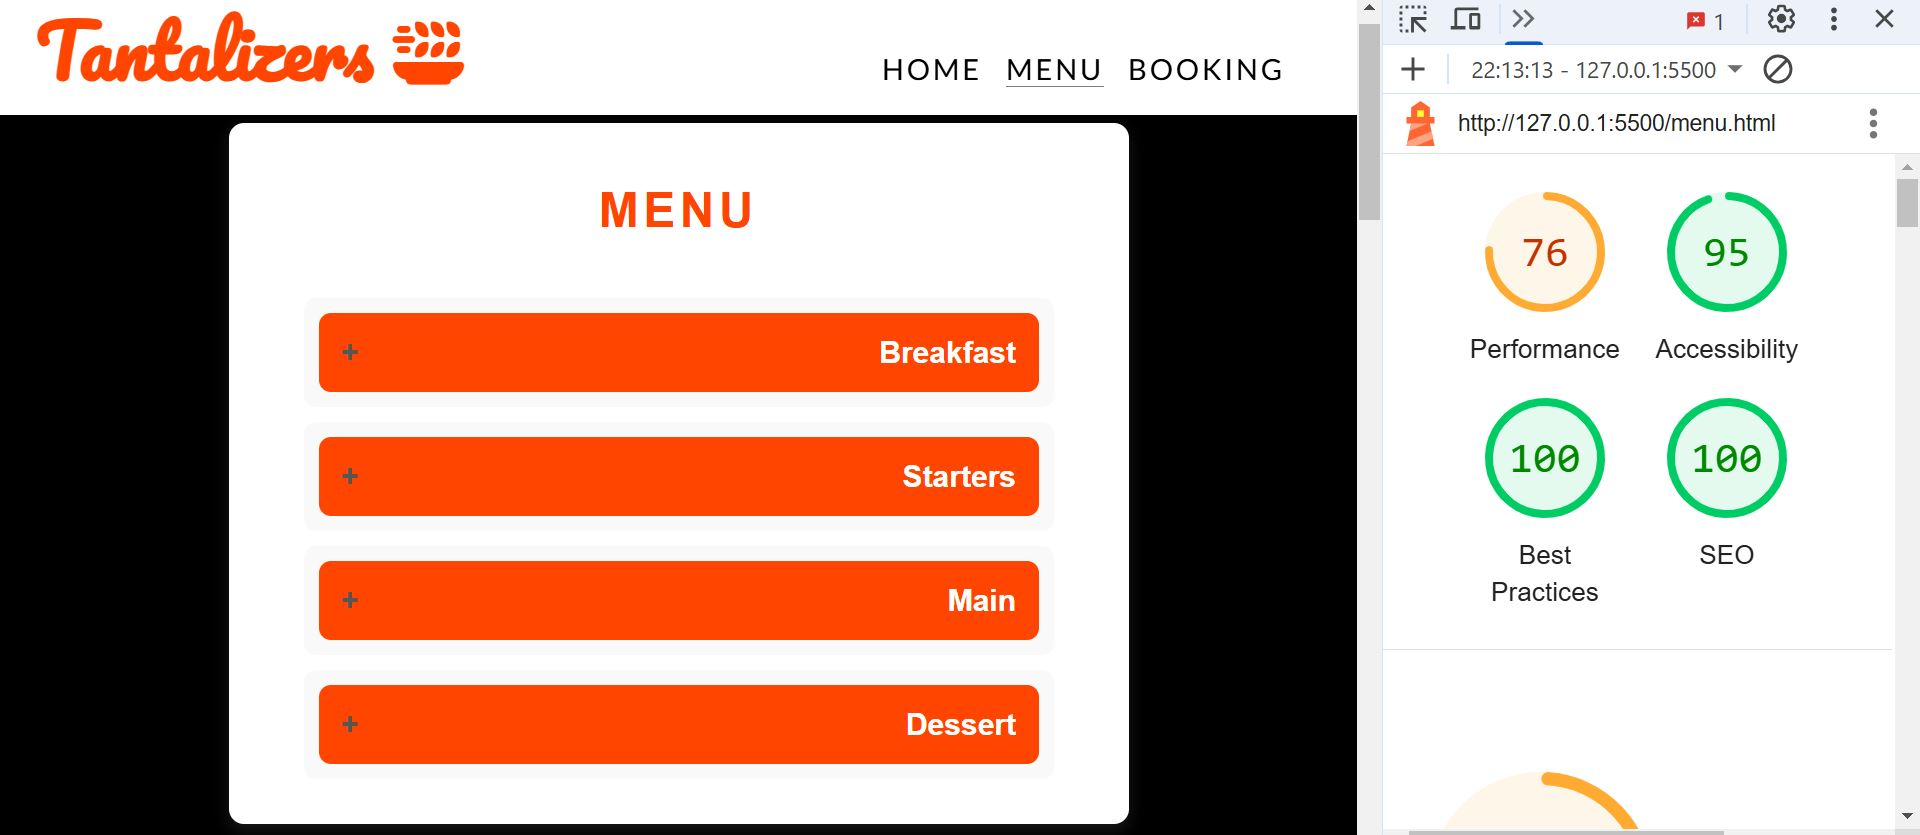 Tantalizers
HOME MENU BOOKING
MENU
+ Breakfast
+ Starters
+ Main
+ Dessert
1
22:13:13 - 127.0.0.1:5500
http://127.0.0.1:5500/menu.html
76 95
Performance Accessibility
100 100
Best SEO
Practices